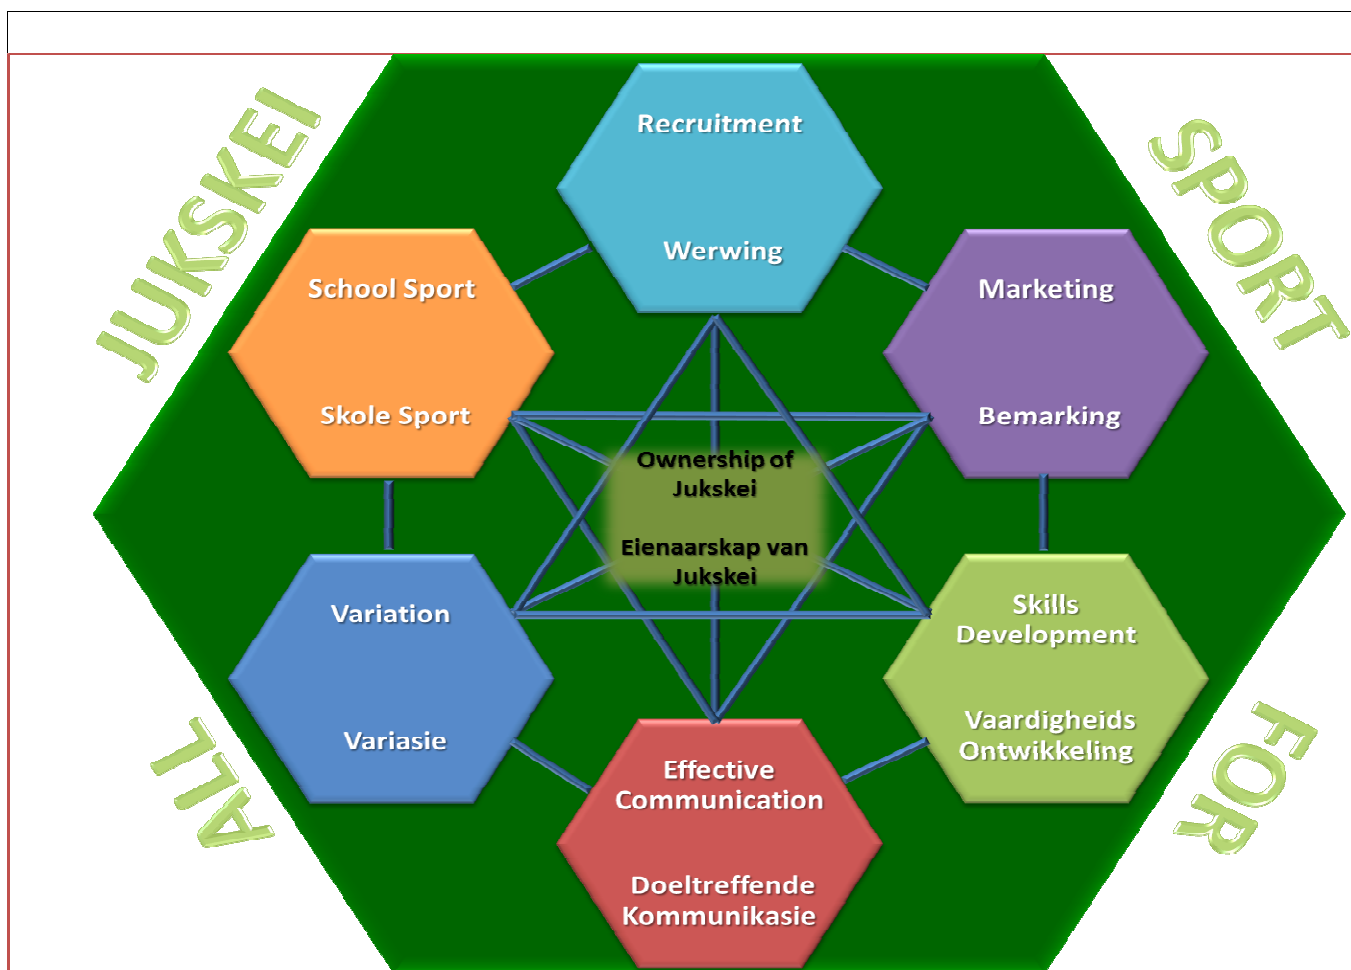 JUKSKEI
SPORT
FOR
ALL
Recruitment
Werwing
School Sport
Skole Sport
Marketing
Bemarking
Ownership of
Jukskei
Eienaarskap van
Jukskei
Variation
Variasie
Skills
Development
Vaardigheids
Ontwikkeling
Effective
Communication
Doeltreffende
Kommunikasie